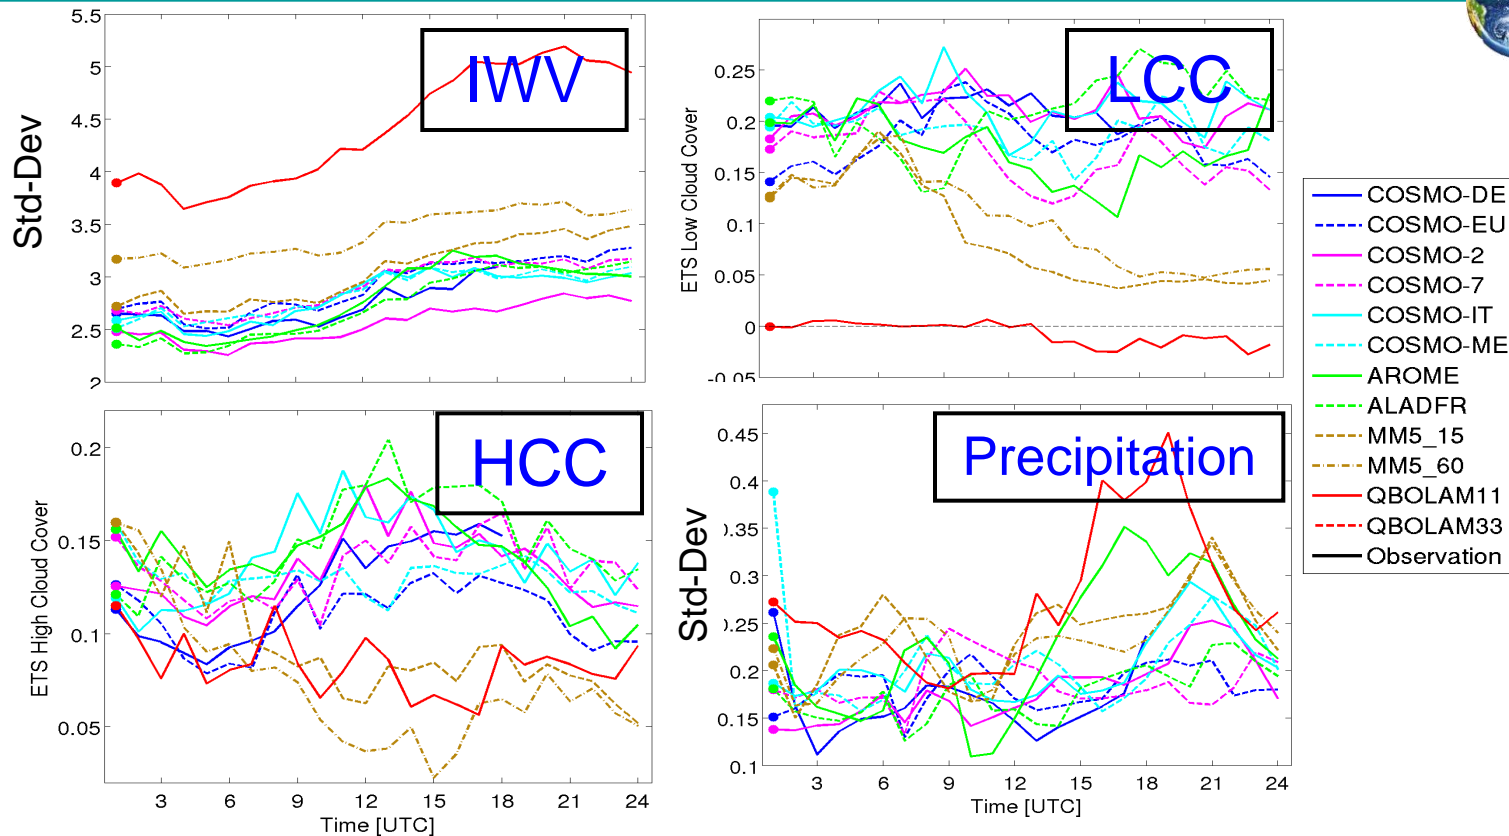 5.5
5
4.5
4
3.5
3
2.5
2
Std-Dev
IWV
0.25
0.2
0.15
0.1
0.05
0
-0.05
ETS Low Cloud Cover
LCC
COSMO-DE
COSMO-EU
COSMO-2
COSMO-7
COSMO-IT
COSMO-ME
AROME
ALADFR
MM5_15
MM5_60
QBOLAM11
QBOLAM33
Observation
0.2
0.15
0.1
0.05
ETS High Cloud Cover
HCC
3 6 9 12 15 18 21 24
Time [UTC]
0.45
0.4
0.35
0.3
0.25
0.2
0.15
0.1
Std-Dev
Precipitation
3 6 9 12 15 18 21 24
Time [UTC]